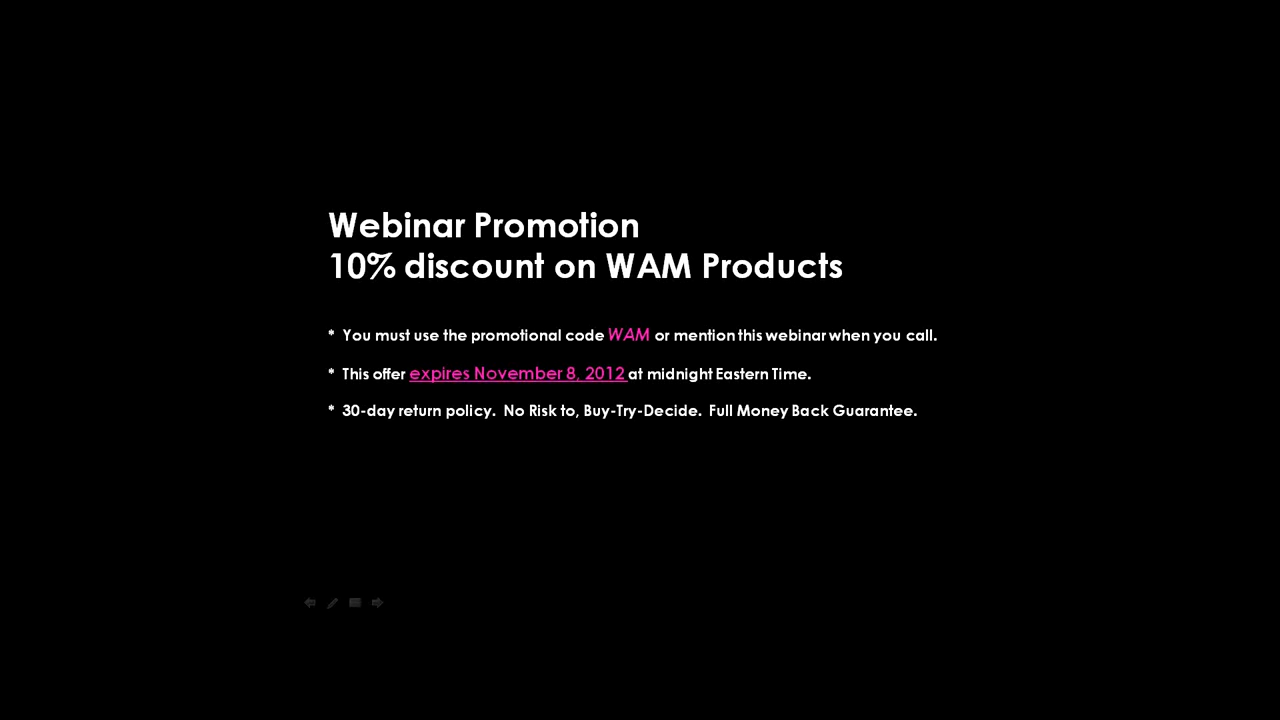 Webinar Promotion
10% discount on WAM Products
* You must use the promotional code WAM or mention this webinar when you call.
* This offer expires November 8, 2012 at midnight Eastern Time.
* 30-day return policy. No Risk to, Buy-Try-Decide. Full Money Back Guarantee.